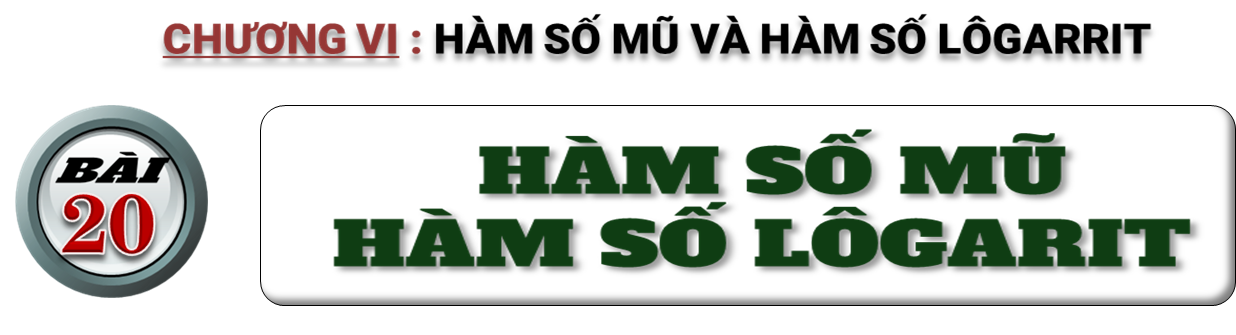 CHƯƠNG VI : HÀM SỐ MŨ VÀ HÀM SỐ LÔGARRIT
BÀI
20
HÀM SỐ MŨ
HÀM SỐ LÔGARIT